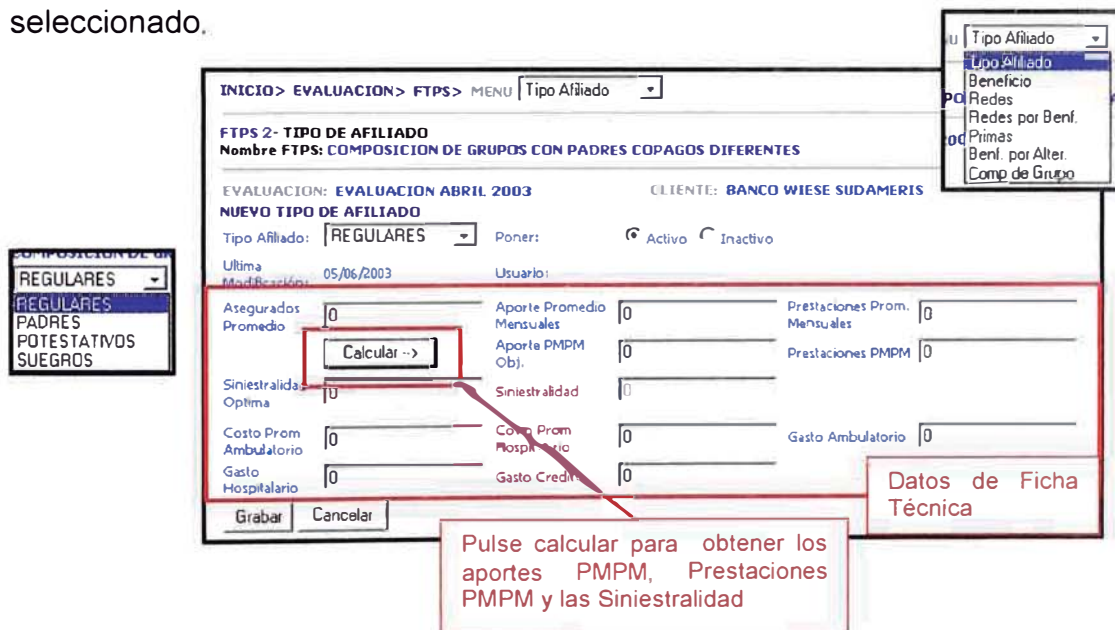 seleccionado.
Tipo Afiliado
Tipo Afiliado
Beneficio
Redes
Redes por Benf.
Primas
Benf. por Alter.
Comp de Grupo
INICIO> EVALUACION> FTPS> MENU Tipo Afiliado
FTPS 2- TIPO DE AFILIADO
Nombre FTPS: COMPOSICION DE GRUPOS CON PADRES COPAGOS DIFERENTES
EVALUACION: EVALUACION ABRIL 2003 CLIENTE: BANCO WIESE SUDAMERIS
NUEVO TIPO DE AFILIADO
Tipo Afiliado: REGULARES Poner: Activo Inactivo
Ultima
Modificación: 05/06/2003 Usuario:
REGULARES
REGULARES
PADRES
POTESTATIVOS
SUEGROS
Asegurados Promedio 0 Aporte Promedio Mensuales 0 Prestaciones Prom. Mensuales 0
Calcular --> Aporte PMPM Obj. 0 Prestaciones PMPM 0
Siniestralidad Optima 0 Siniestralidad 0
Costo Prom Ambulatorio 0 Costo Prom Hospitalario 0 Gasto Ambulatorio 0
Gasto Hospitalario 0 Gasto Credito 0
Datos de Ficha
Técnica
Grabar Cancelar
Pulse calcular para obtener los
aportes PMPM, Prestaciones
PMPM y las Siniestralidad